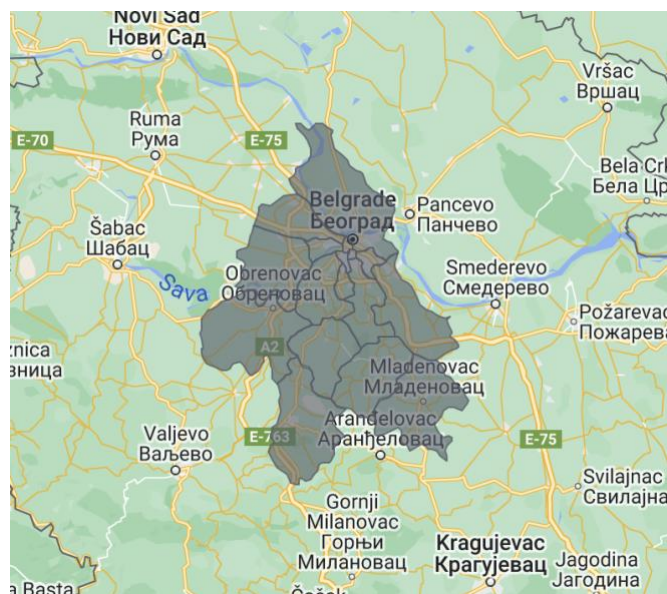 Novi Sad
Нови Сад
Vršac
Вршац
Ruma
Рума
E-70
E-75
Bela Crk
Бела Цр
Belgrade
Београд
Pancevo
Панчево
Šabac
Шабац
Sava
Obrenovac
Обреновац
Smederevo
Смедерево
Požarevac
Пожарева
znica
зница
A2
Mladenovac
Младеновац
Aranđelovac
Аранђеловац
Valjevo
Ваљево
E-763
E-75
Svilajnac
Свилајна
Gornji
Milanovac
Горњи
Милановац
Kragujevac
Крагујевац
Jagodina
Јагодина
a Basta
Čačak